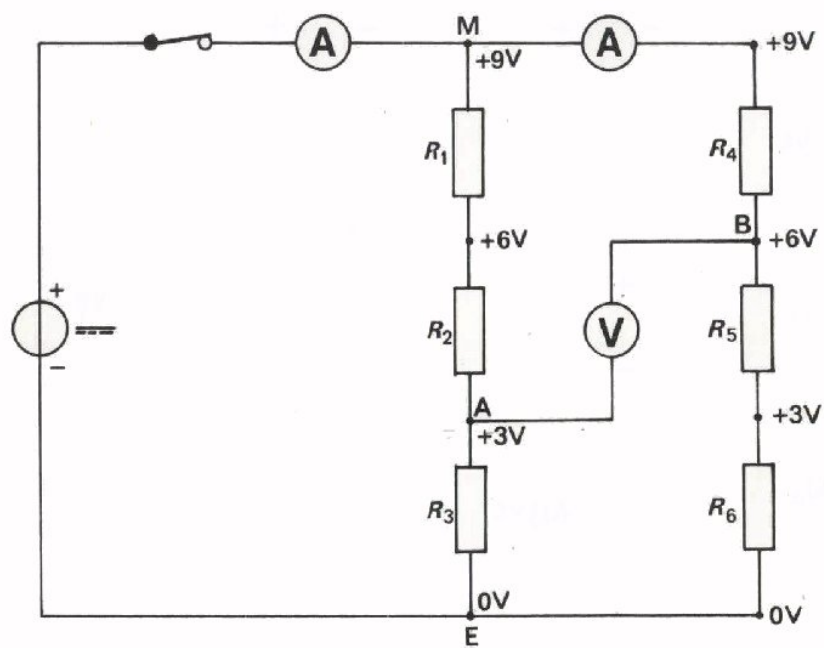 M
A
A
+9V
+9V
R1
R4
B
+6V
+6V
+
R2
V
R5
–
A
+3V
+3V
R3
R6
0V
0V
E